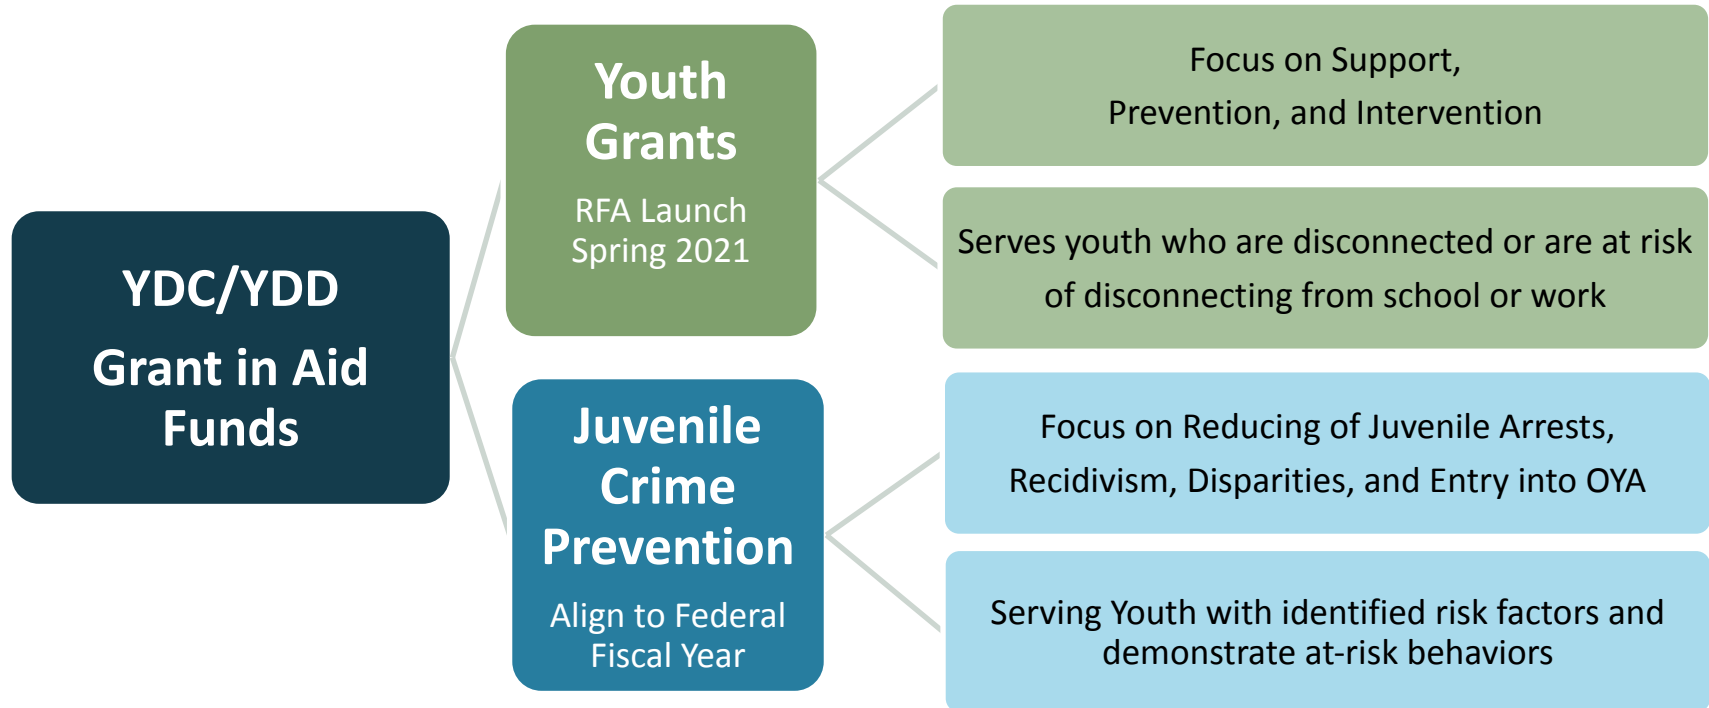 YDC/YDD
Grant in Aid
Funds
Youth
Grants
RFA Launch
Spring 2021
Focus on Support,
Prevention, and Intervention
Serves youth who are disconnected or are at risk
of disconnecting from school or work
Juvenile
Crime
Prevention
Align to Federal
Fiscal Year
Focus on Reducing of Juvenile Arrests,
Recidivism, Disparities, and Entry into OYA
Serving Youth with identified risk factors and
demonstrate at-risk behaviors